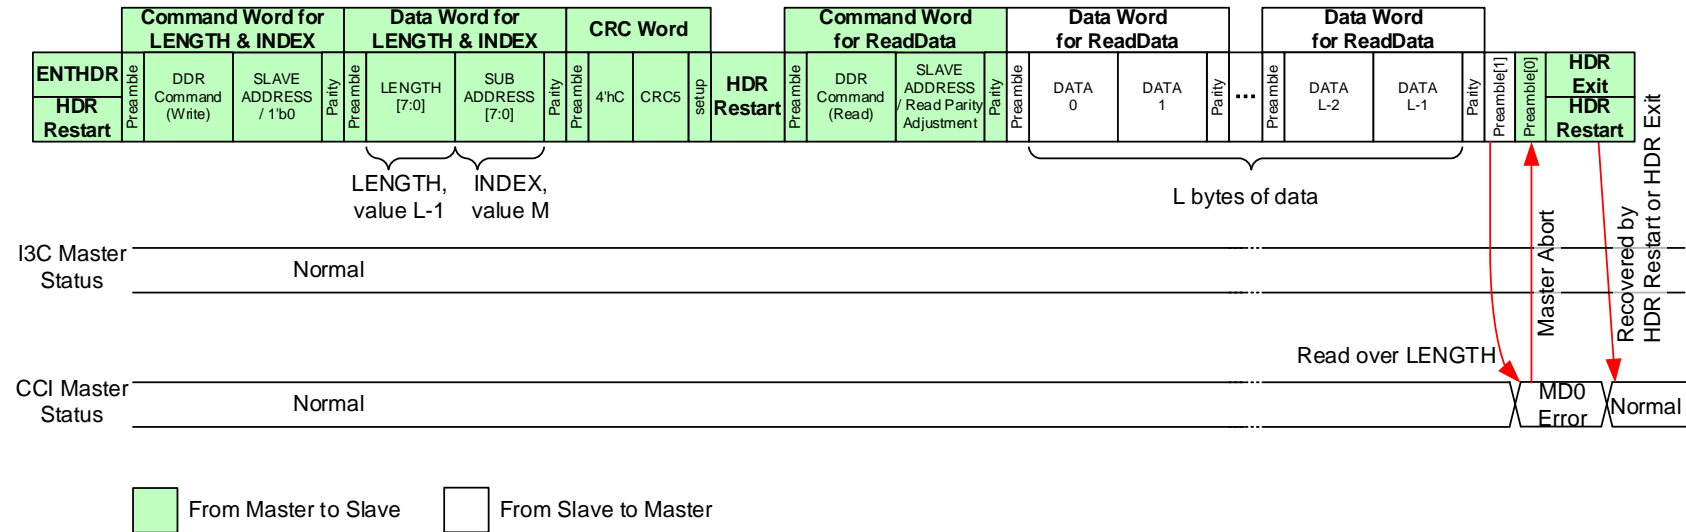 Command Word for
LENGTH & INDEX
Data Word for
LENGTH & INDEX
CRC Word
Command Word
for ReadData
Data Word
for ReadData
Data Word
for ReadData
ENTHDR
HDR
Restart
Preamble
DDR
Command
(Write)
SLAVE
ADDRESS
/ 1'b0
Parity
Preamble
LENGTH
[7:0]
SUB
ADDRESS
[7:0]
Parity
Preamble
4'hC
CRC5
setup
HDR
Restart
Preamble
DDR
Command
(Read)
SLAVE
ADDRESS
/ Read Parity
Adjustment
Parity
Preamble
DATA
0
DATA
1
Parity
...
Preamble
DATA
L-2
DATA
L-1
Parity
Preamble[1]
Preamble[0]
HDR
Exit
HDR
Restart
LENGTH,
value L-1
INDEX,
value M
L bytes of data
I3C Master
Status
Normal
Master Abort
Recovered by
HDR Restart or HDR Exit
Read over LENGTH
CCI Master
Status
Normal
MD0
Error
Normal
From Master to Slave
From Slave to Master